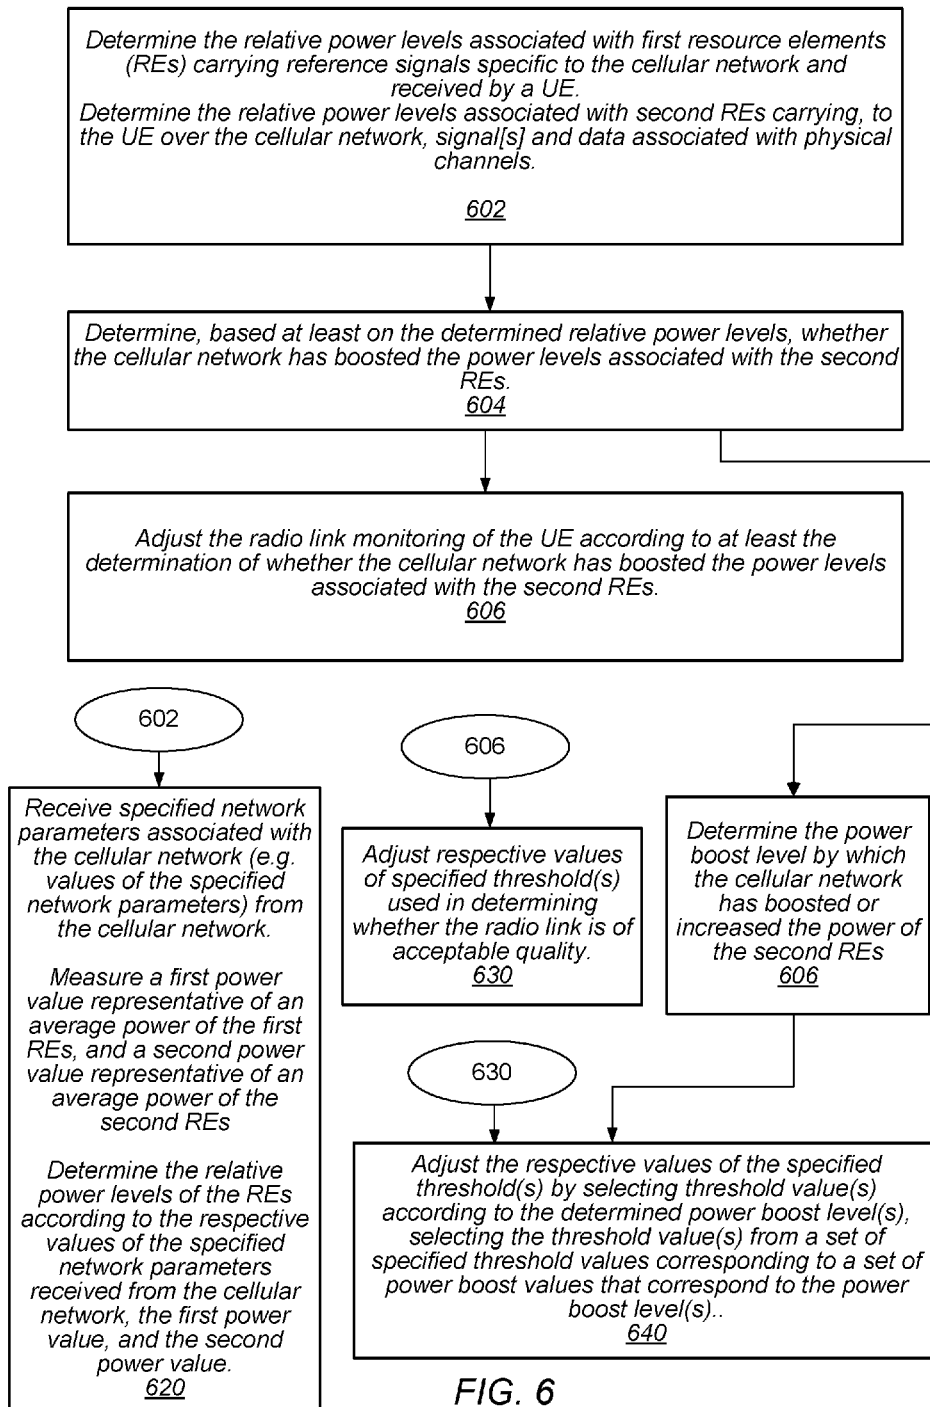 Determine the relative power levels associated with first resource elements
(REs) carrying reference signals specific to the cellular network and
received by a UE.
Determine the relative power levels associated with second REs carrying, to
the UE over the cellular network, signal[s] and data associated with physical
channels.
602
Determine, based at least on the determined relative power levels, whether
the cellular network has boosted the power levels associated with the second
REs.
604
Adjust the radio link monitoring of the UE according to at least the
determination of whether the cellular network has boosted the power levels
associated with the second REs.
606
602
Receive specified network
parameters associated with
the cellular network (e.g.
values of the specified
network parameters) from
the cellular network.
Measure a first power
value representative of an
average power of the first
REs, and a second power
value representative of an
average power of the
second REs
Determine the relative
power levels of the REs
according to the respective
values of the specified
network parameters
received from the cellular
network, the first power
value, and the second
power value.
620
606
Adjust respective values
of specified threshold(s)
used in determining
whether the radio link is of
acceptable quality.
630
Determine the power
boost level by which
the cellular network
has boosted or
increased the power of
the second REs
606
630
Adjust the respective values of the specified
threshold(s) by selecting threshold value(s)
according to the determined power boost level(s),
selecting the threshold value(s) from a set of
specified threshold values corresponding to a set of
power boost values that correspond to the power
boost level(s)..
640
FIG. 6